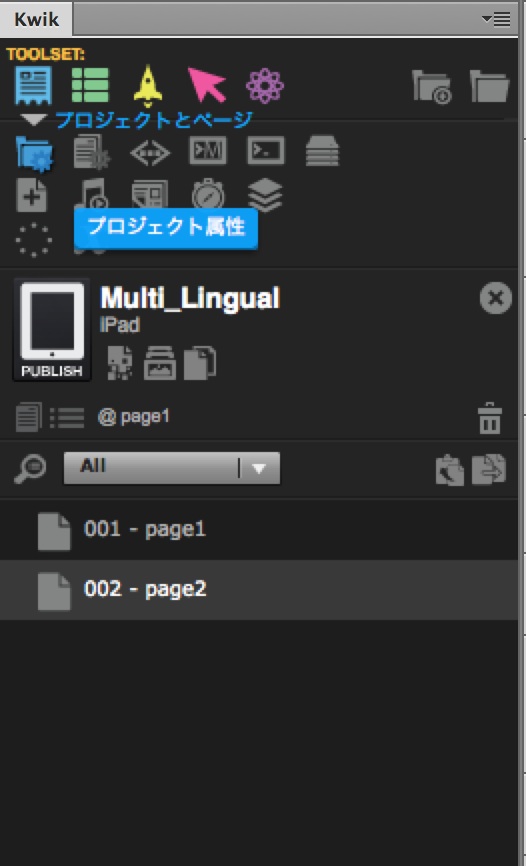 Kwik
TOOLSET:
プロジェクトとページ
>M
プロジェクト属性
Multi_Lingual
iPad
PUBLISH
@ page1
All
001 - page1
002 - page2